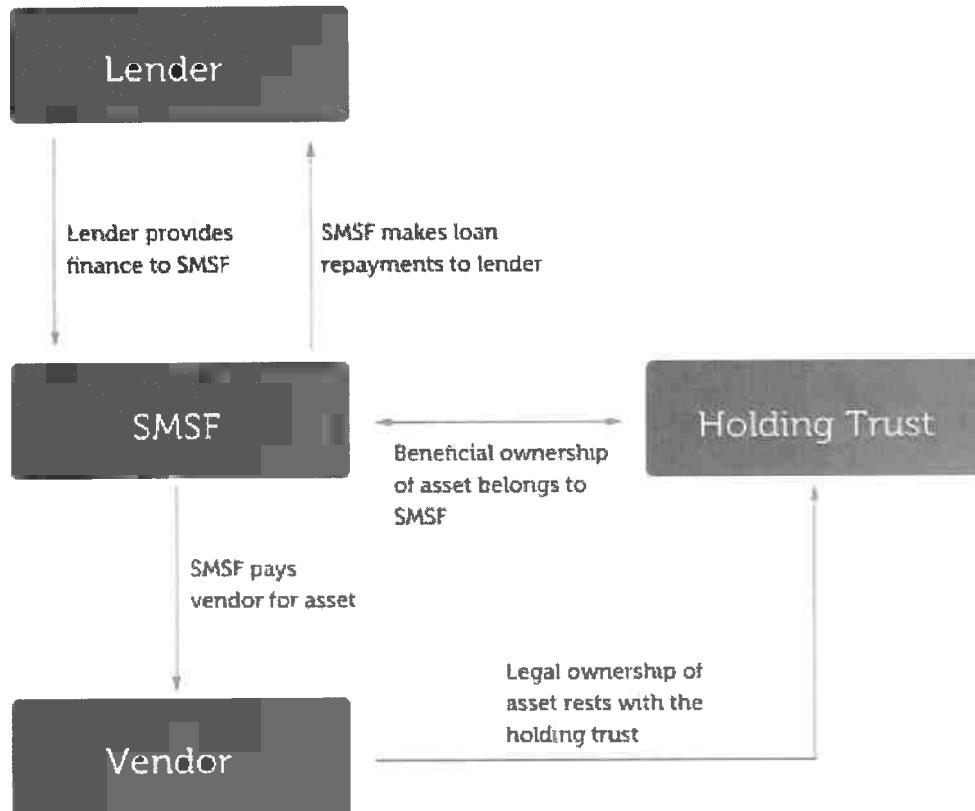 Lender
Lender provides
finance to SMSF
SMSF makes loan
repayments to lender
SMSF
Holding Trust
Beneficial ownership
of asset belongs to
SMSF
SMSF pays
vendor for asset
Legal ownership of
asset rests with the
holding trust
Vendor